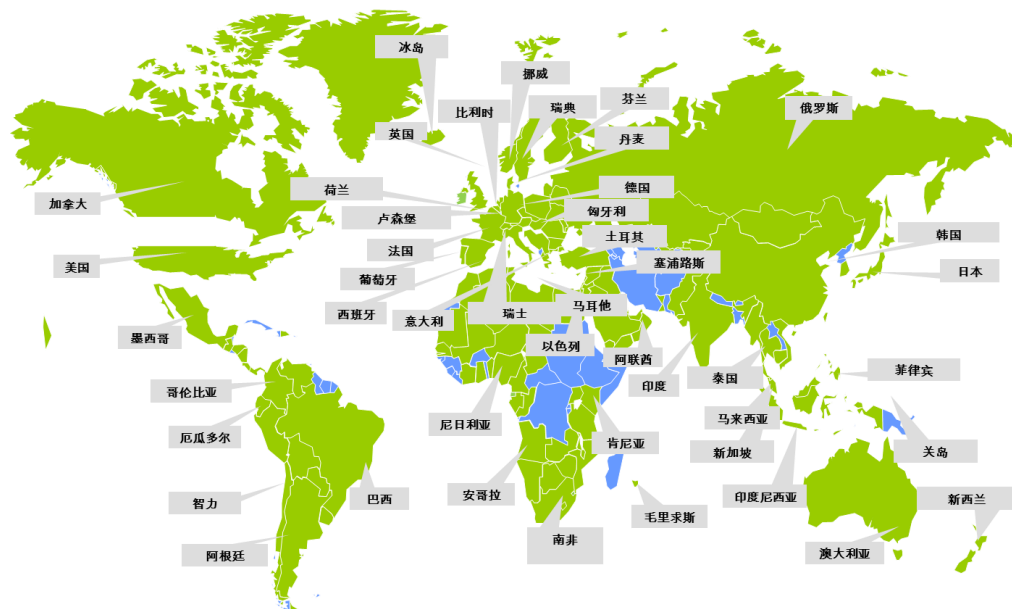 冰岛
挪威
比利时
瑞典
芬兰
俄罗斯
英国
丹麦
荷兰
德国
加拿大
卢森堡
匈牙利
韩国
法国
土耳其
美国
葡萄牙
塞浦路斯
日本
西班牙
意大利
瑞士
马耳他
墨西哥
以色列
阿联酋
印度
泰国
菲律宾
哥伦比亚
尼日利亚
马来西亚
厄瓜多尔
肯尼亚
新加坡
关岛
智力
巴西
安哥拉
印度尼西亚
新西兰
毛里求斯
阿根廷
南非
澳大利亚